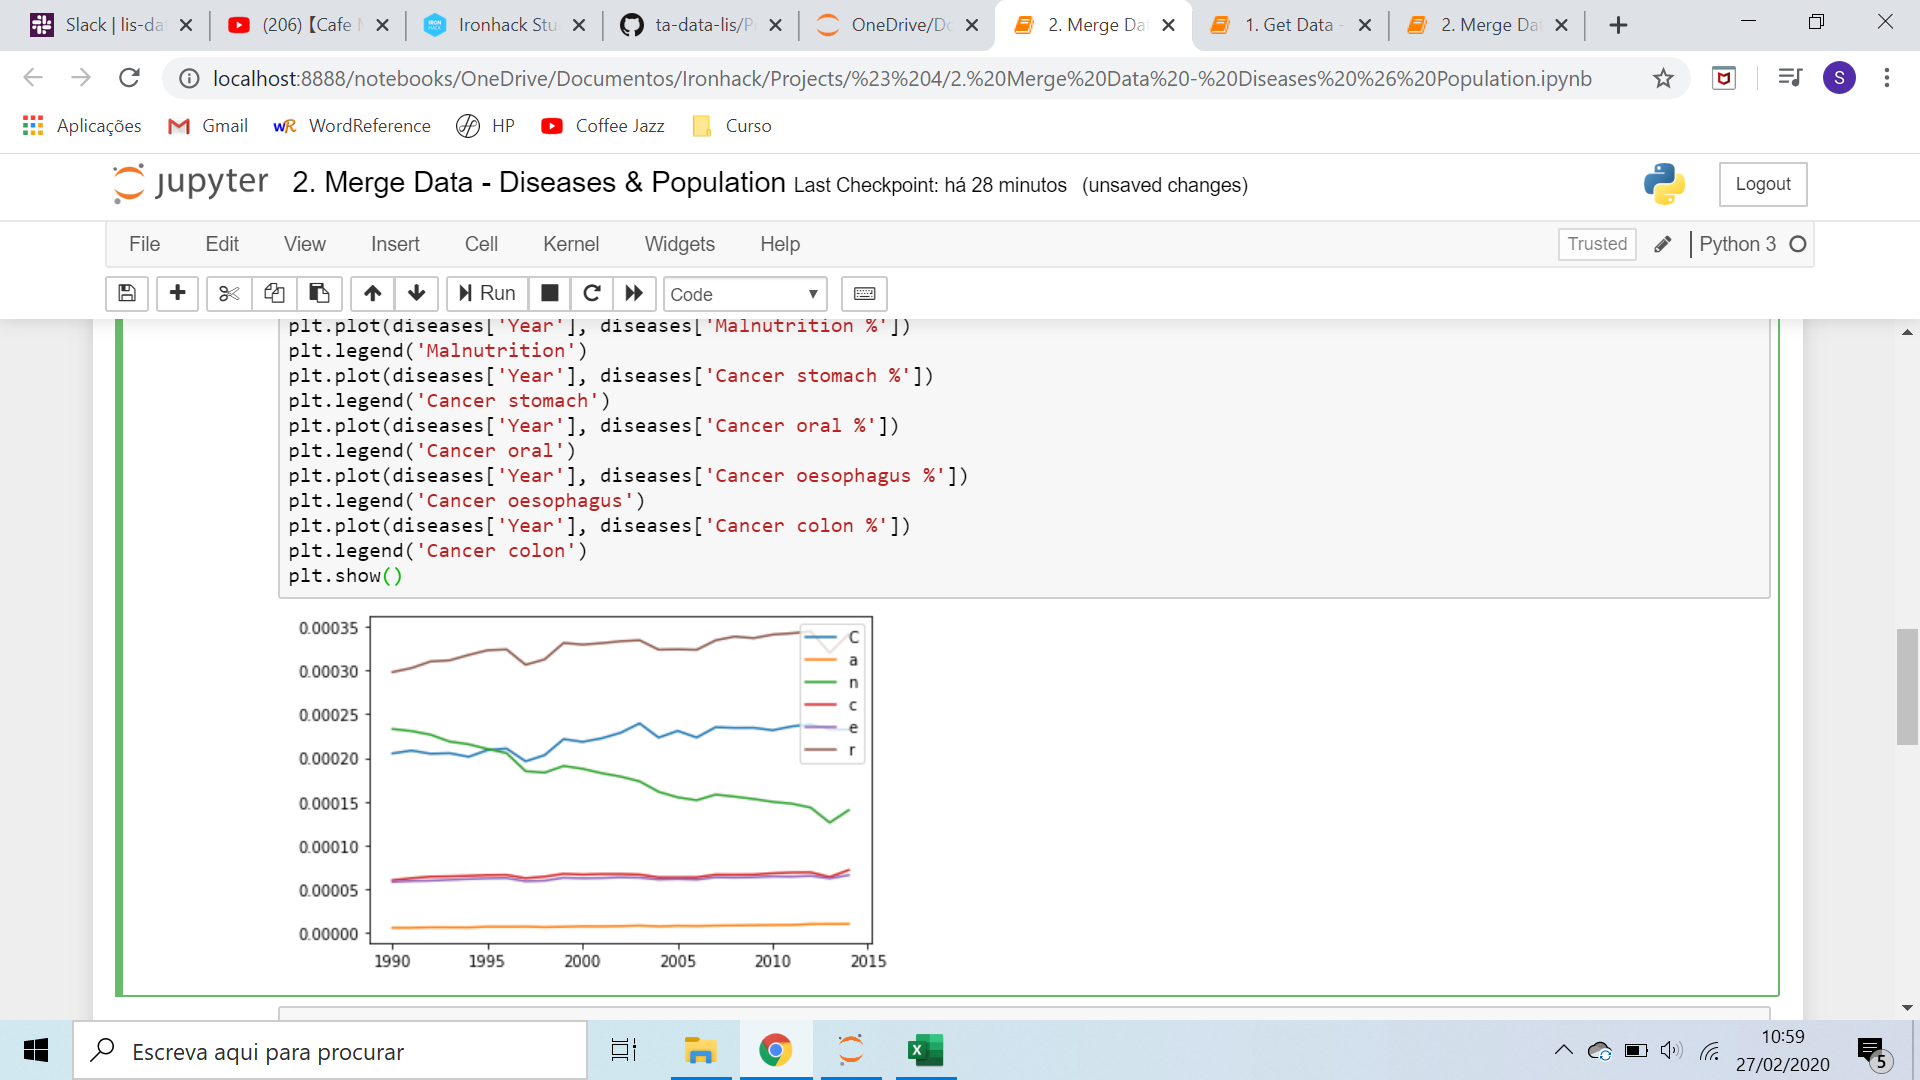 Slack | lis-da
(206)【Cafe
Ironhack Stu
ta-data-lis/P
OneDrive/Do
2. Merge Dat
1. Get Data -
2. Merge Da
localhost:8888/notebooks/OneDrive/Documentos/Ironhack/Projects/%23%204/2.%20Merge%20Data%20-%20Diseases%20%26%20Population.ipynb
S
Aplicações Gmail WordReference HP Coffee Jazz Curso
jupyter 2. Merge Data - Diseases & Population Last Checkpoint: há 28 minutos (unsaved changes)
Logout
File Edit View Insert Cell Kernel Widgets Help
Trusted Python 3
Run Code
plt.plot(diseases['Year'], diseases['Malnutrition %'])
plt.legend('Malnutrition')
plt.plot(diseases['Year'], diseases['Cancer stomach %'])
plt.legend('Cancer stomach')
plt.plot(diseases['Year'], diseases['Cancer oral %'])
plt.legend('Cancer oral')
plt.plot(diseases['Year'], diseases['Cancer oesophagus %'])
plt.legend('Cancer oesophagus')
plt.plot(diseases['Year'], diseases['Cancer colon %'])
plt.legend('Cancer colon')
plt.show()
0.00035
0.00030
0.00025
0.00020
0.00015
0.00010
0.00005
0.00000
C
a
n
c
e
r
1990 1995 2000 2005 2010 2015
Escreva aqui para procurar
10:59
27/02/2020
5